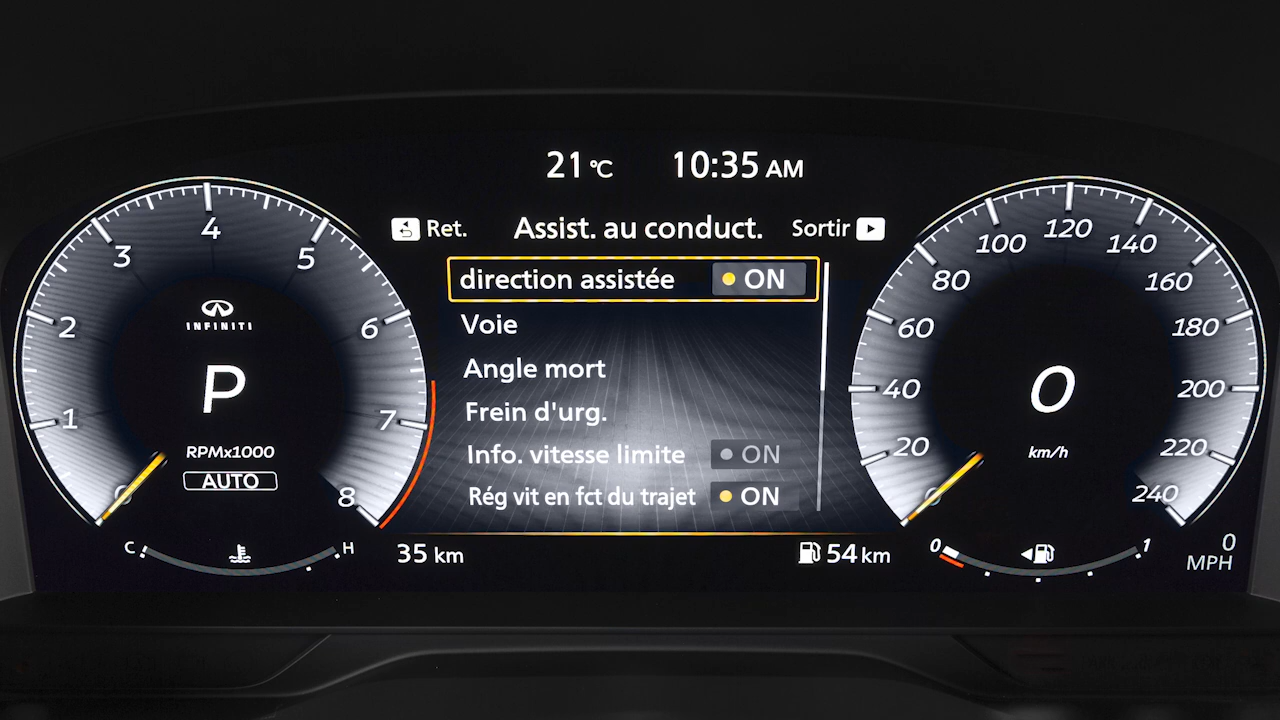 21 °C 10:35 AM
Ret. Assist. au conduct. Sortir
direction assistée ON
Voie
Angle mort
Frein d'urg.
Info. vitesse limite ON
Rég vit en fct du trajet ON
35 km 54 km
0 1 2 3 4 5 6 7 8
INFINITI
P
RPMx1000
AUTO
C H
0 20 40 60 80 100 120 140 160 180 200 220 240
0
km/h
0 1
0
MPH